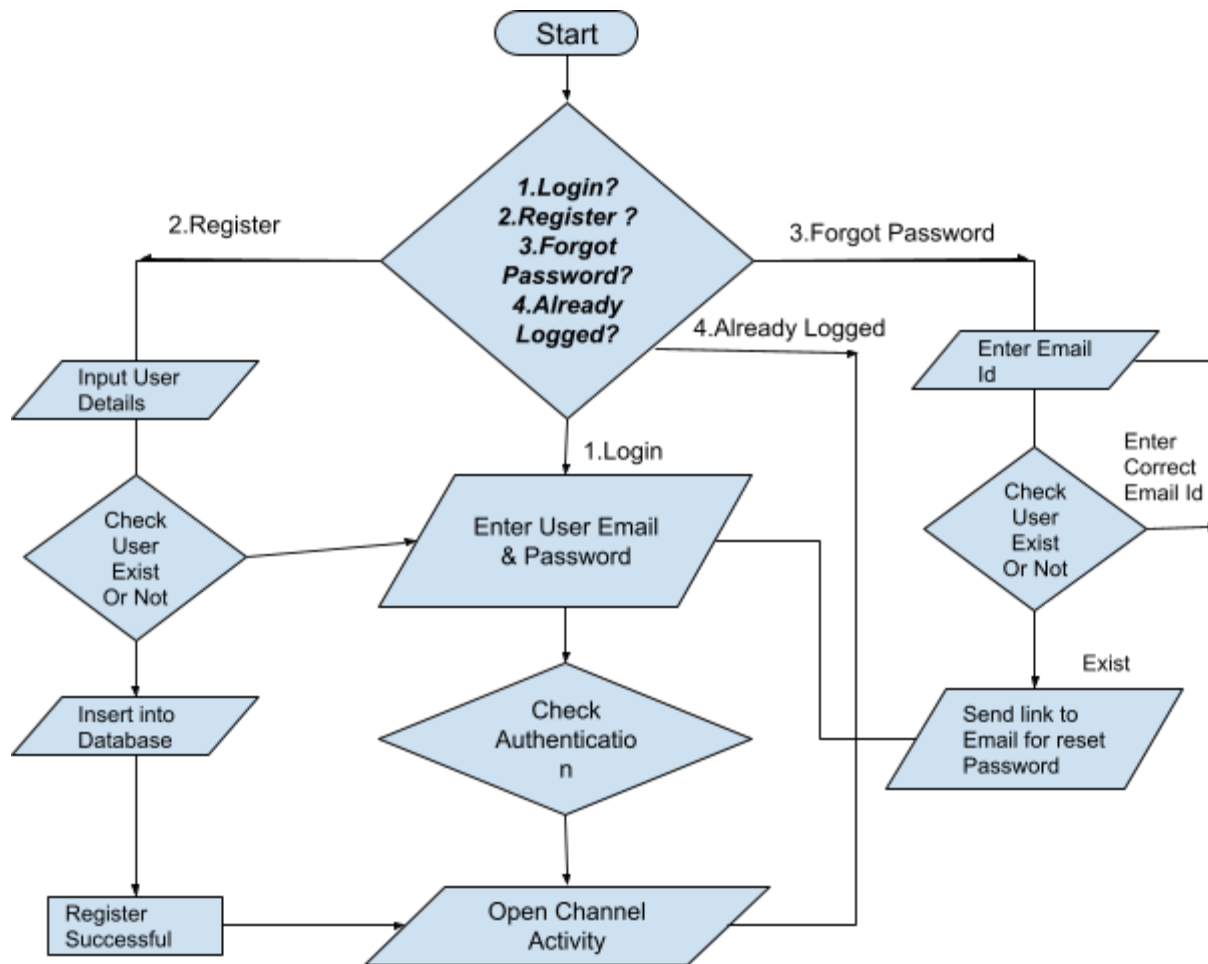 Start
1.Login?
2.Register ?
3.Forgot
Password?
4.Already
Logged?
2.Register
3.Forgot Password
4.Already Logged
1.Login
Input User
Details
Enter Email
Id
Check
User
Exist
Or Not
Enter User Email
& Password
Check
User
Exist
Or Not
Enter
Correct
Email Id
Exist
Insert into
Database
Check
Authenticatio
n
Send link to
Email for reset
Password
Register
Successful
Open Channel
Activity